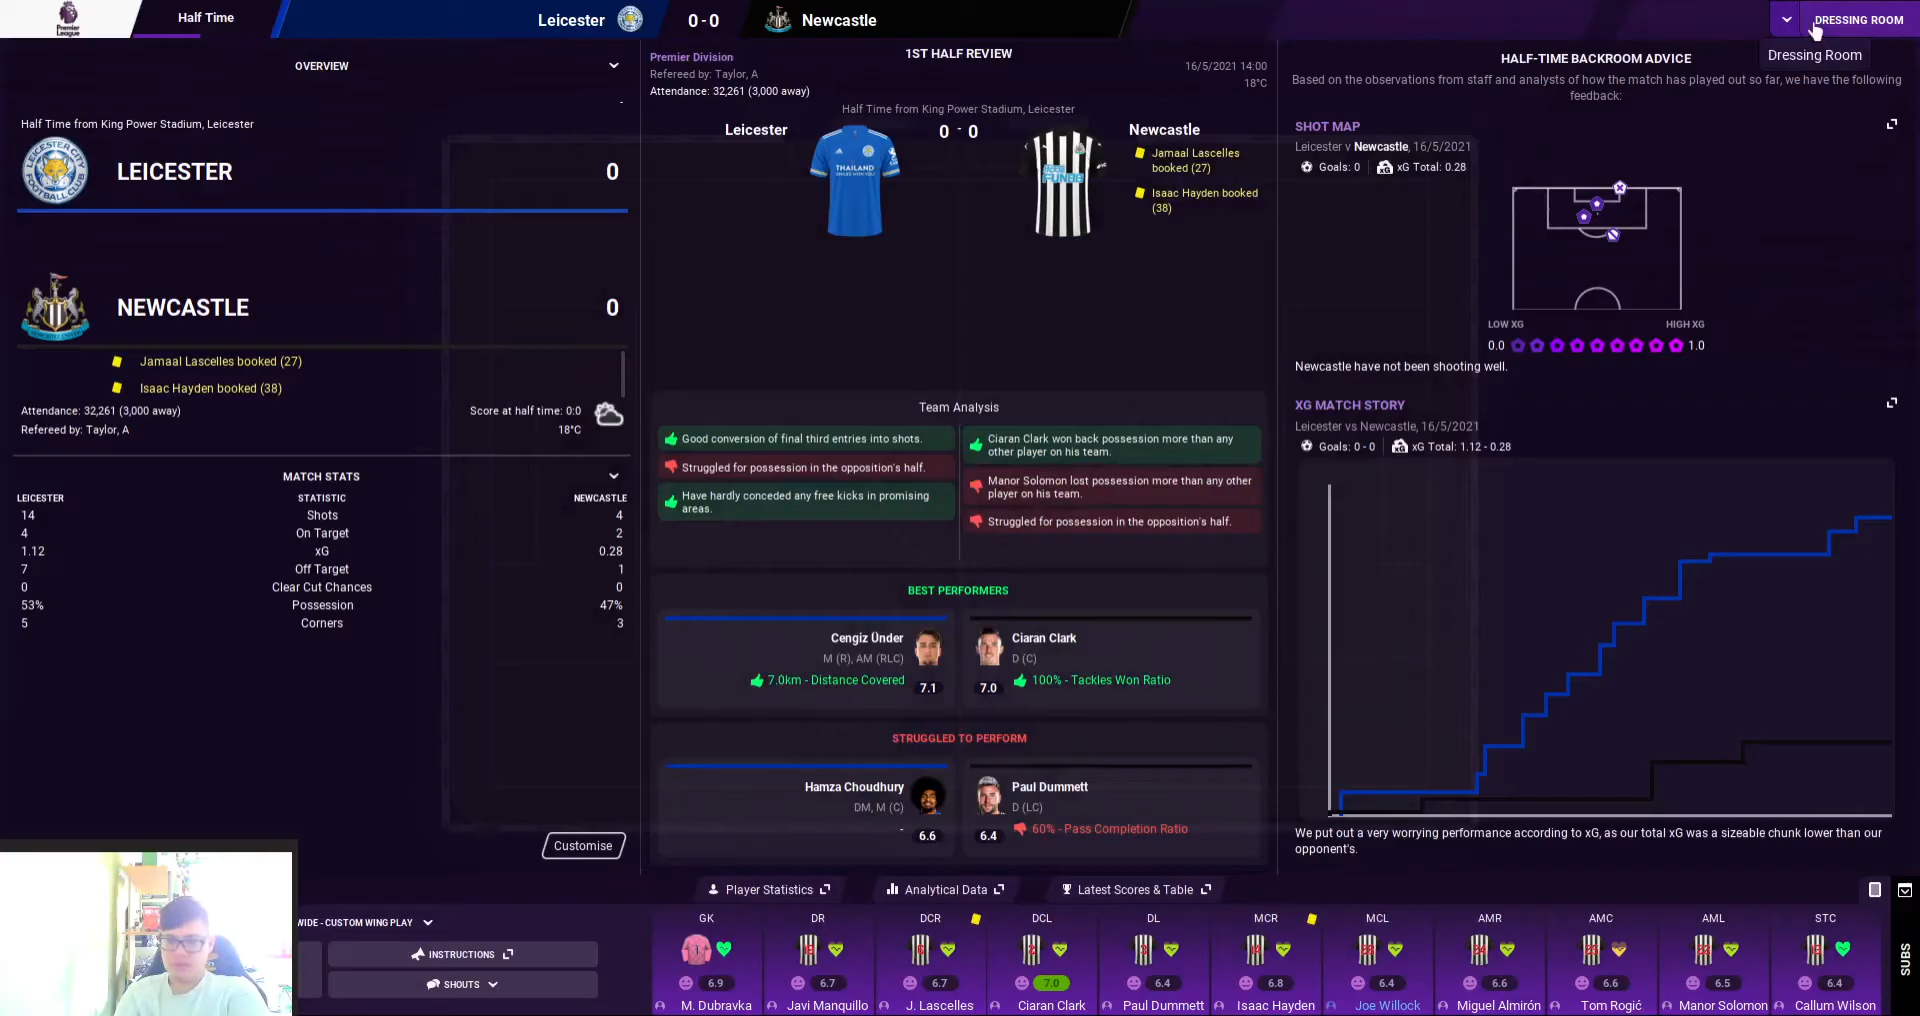 Premier League
Half Time
Leicester
0 - 0
Newcastle
DRESSING ROOM
Dressing Room
OVERVIEW
-
Half Time from King Power Stadium, Leicester
LEICESTER
0
NEWCASTLE
0
Jamaal Lascelles booked (27)
Isaac Hayden booked (38)
Attendance: 32,261 (3,000 away)
Score at half time: 0:0
Refereed by: Taylor, A
18°C
MATCH STATS
LEICESTER STATISTIC NEWCASTLE
14 Shots 4
4 On Target 2
1.12 xG 0.28
7 Off Target 1
0 Clear Cut Chances 0
53% Possession 47%
5 Corners 3
Customise
1ST HALF REVIEW
Premier Division
Refereed by: Taylor, A
Attendance: 32,261 (3,000 away)
16/5/2021 14:00
18°C
Half Time from King Power Stadium, Leicester
Leicester
0 - 0
Newcastle
THAILAND
FUN88
Jamaal Lascelles
booked (27)
Isaac Hayden booked
(38)
Team Analysis
Good conversion of final third entries into shots.
Struggled for possession in the opposition's half.
Have hardly conceded any free kicks in promising
areas.
Ciaran Clark won back possession more than any
other player on his team.
Manor Solomon lost possession more than any other
player on his team.
Struggled for possession in the opposition's half.
BEST PERFORMERS
Cengiz Ünder
M (R), AM (RLC)
7.0km - Distance Covered
7.1
Ciaran Clark
D (C)
100% - Tackles Won Ratio
7.0
STRUGGLED TO PERFORM
Hamza Choudhury
DM, M (C)
-
6.6
Paul Dummett
D (LC)
60% - Pass Completion Ratio
6.4
HALF-TIME BACKROOM ADVICE
Based on the observations from staff and analysts of how the match has played out so far, we have the following
feedback:
SHOT MAP
Leicester v Newcastle, 16/5/2021
Goals: 0
xG Total: 0.28
LOW XG
HIGH XG
0.0
1.0
Newcastle have not been shooting well.
XG MATCH STORY
Leicester vs Newcastle, 16/5/2021
Goals: 0 - 0
xG Total: 1.12 - 0.28
We put out a very worrying performance according to xG, as our total xG was a sizeable chunk lower than our
opponent's.
Player Statistics
Analytical Data
Latest Scores & Table
WIDE - CUSTOM WING PLAY
INSTRUCTIONS
SHOUTS
GK DR DCR DCL DL MCR MCL AMR AMC AML STC
6.9 6.7 6.7 7.0 6.4 6.8 6.4 6.6 6.6 6.5 6.4
M. Dubravka Javi Manquillo J. Lascelles Ciaran Clark Paul Dummett Isaac Hayden Joe Willock Miguel Almirón Tom Rogić Manor Solomon Callum Wilson
SUBS